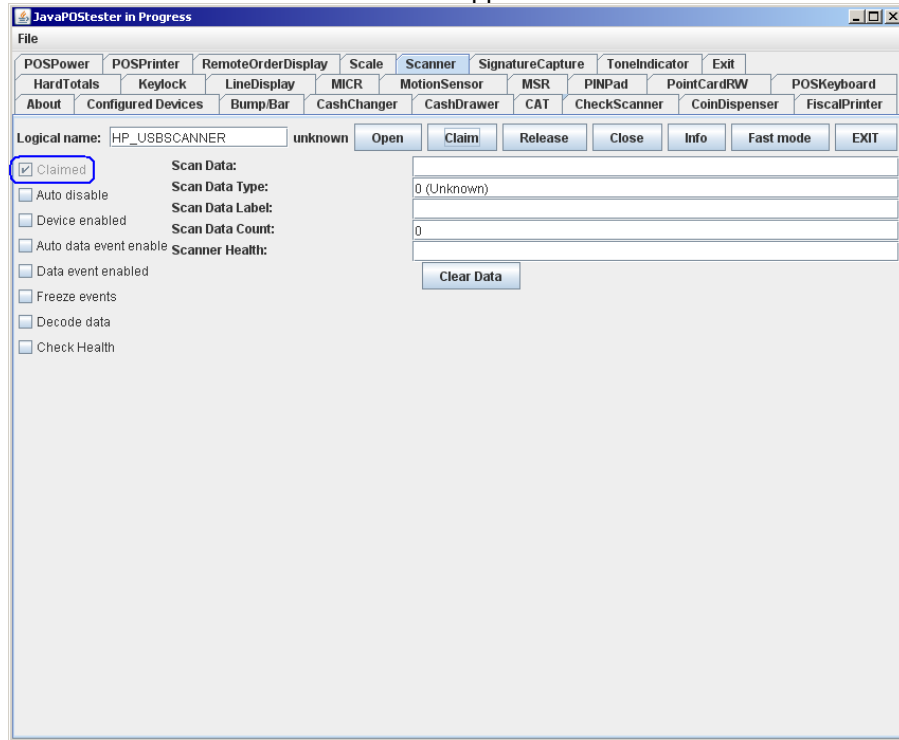 JavaPOStester in Progress
File
POSPower POSPrinter RemoteOrderDisplay Scale Scanner SignatureCapture ToneIndicator Exit
HardTotals Keylock LineDisplay MICR MotionSensor MSR PINPad PointCardRW POSKeyboard
About Configured Devices Bump/Bar CashChanger CashDrawer CAT CheckScanner CoinDispenser FiscalPrinter
Logical name: HP_USBSCANNER unknown Open Claim Release Close Info Fast mode EXIT
Claimed Scan Data:
Auto disable Scan Data Type: 0 (Unknown)
Scan Data Label:
Device enabled Scan Data Count: 0
Auto data event enable Scanner Health:
Data event enabled Clear Data
Freeze events
Decode data
Check Health